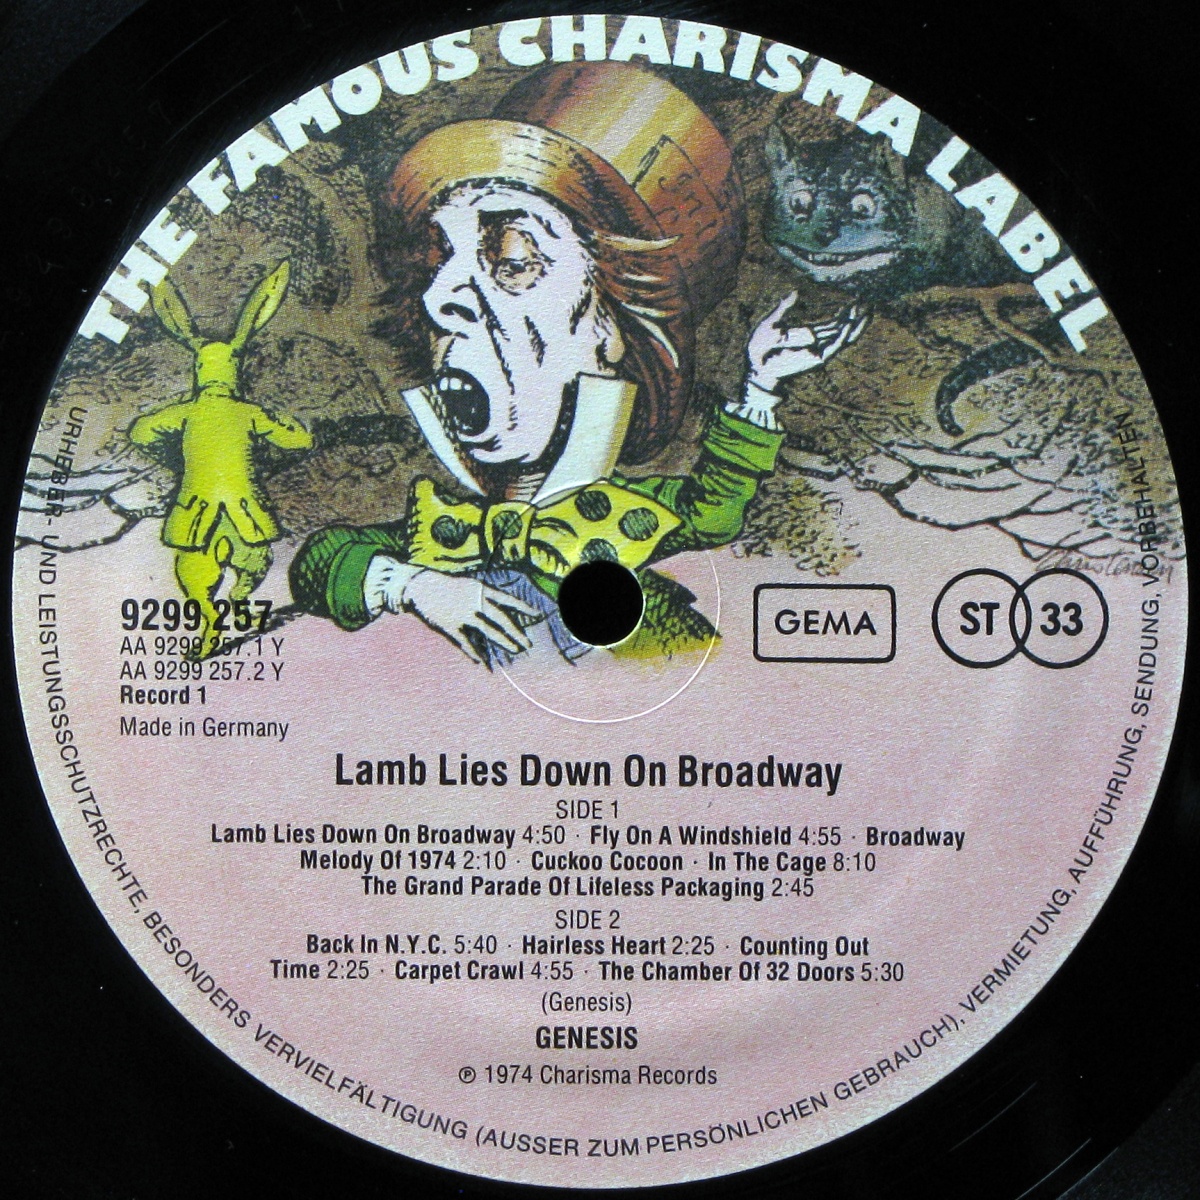 THE FAMOUS CHARISMA LABEL
9299 257
AA 9299 257.1 Y
AA 9299 257.2 Y
Record 1
Made in Germany
GEMA
ST 33
Lamb Lies Down On Broadway
SIDE 1
Lamb Lies Down On Broadway 4:50 · Fly On A Windshield 4:55 · Broadway
Melody Of 1974 2:10 · Cuckoo Cocoon · In The Cage 8:10
The Grand Parade Of Lifeless Packaging 2:45
SIDE 2
Back In N.Y.C. 5:40 · Hairless Heart 2:25 · Counting Out
Time 2:25 · Carpet Crawl 4:55 · The Chamber Of 32 Doors 5:30
(Genesis)
GENESIS
℗ 1974 Charisma Records
URHEBER- UND LEISTUNGSSCHUTZRECHTE, BESONDERS VERVIELFÄLTIGUNG (AUSSER ZUM PERSÖNLICHEN GEBRAUCH), VERMIETUNG, AUFFÜHRUNG, SENDUNG, VORBEHALTEN